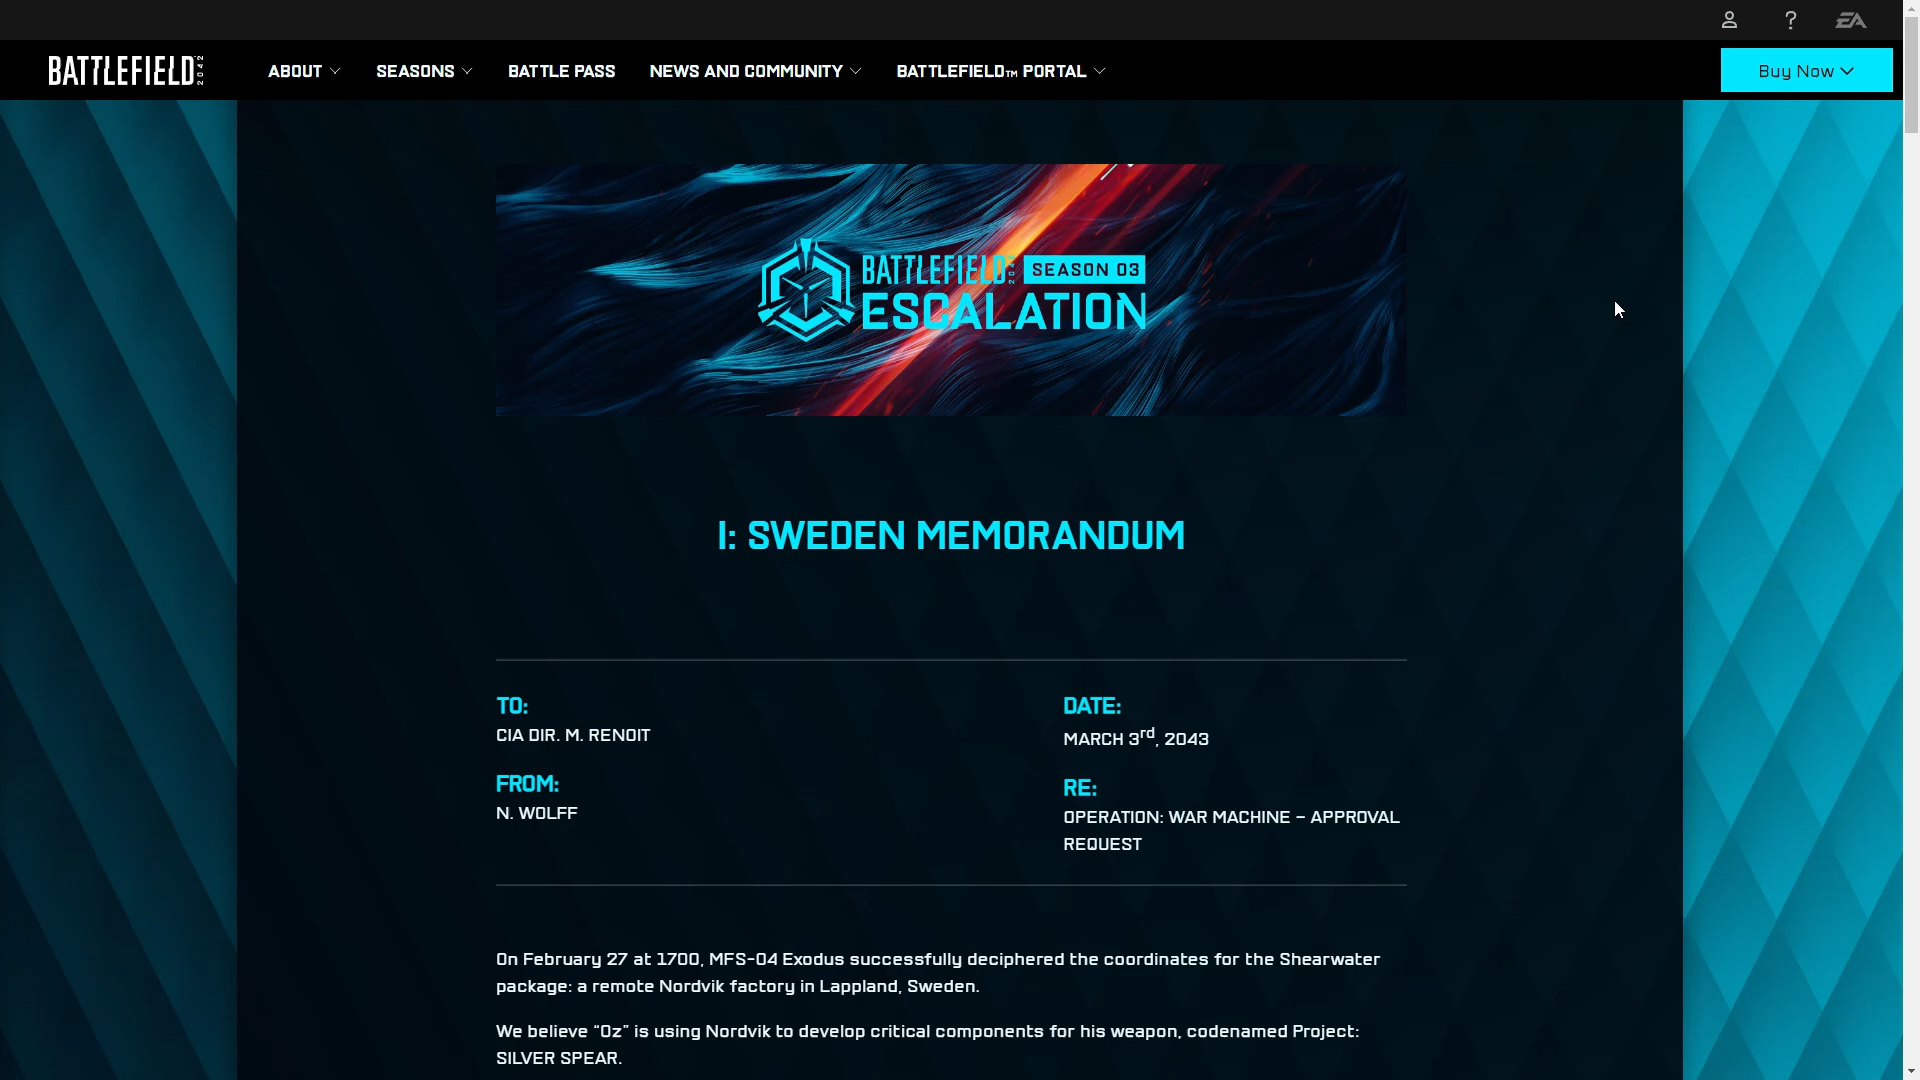 EA
BATTLEFIELD 2042
ABOUT
SEASONS
BATTLE PASS
NEWS AND COMMUNITY
BATTLEFIELD™ PORTAL
Buy Now
BATTLEFIELD 2042 SEASON 03
ESCALATION
I: SWEDEN MEMORANDUM
TO:
CIA DIR. M. RENOIT
FROM:
N. WOLFF
DATE:
MARCH 3rd, 2043
RE:
OPERATION: WAR MACHINE – APPROVAL
REQUEST
On February 27 at 1700, MFS-04 Exodus successfully deciphered the coordinates for the Shearwater
package: a remote Nordvik factory in Lappland, Sweden.
We believe “Oz” is using Nordvik to develop critical components for his weapon, codenamed Project:
SILVER SPEAR.